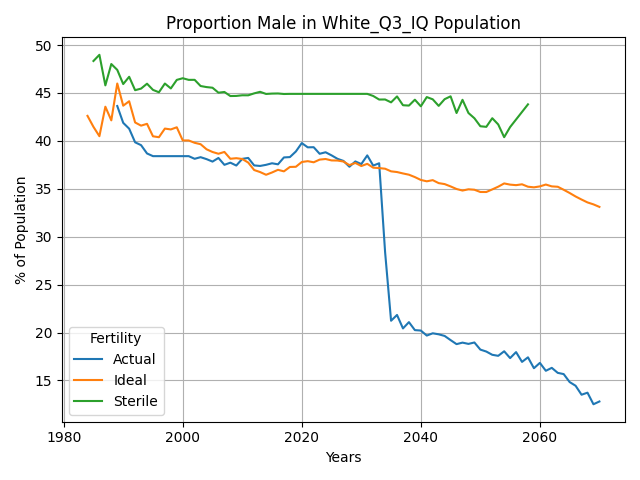 Proportion Male in White_Q3_IQ Population
% of Population
50
45
40
35
30
25
20
15
Fertility
Actual
Ideal
Sterile
1980
2000
2020
2040
2060
Years